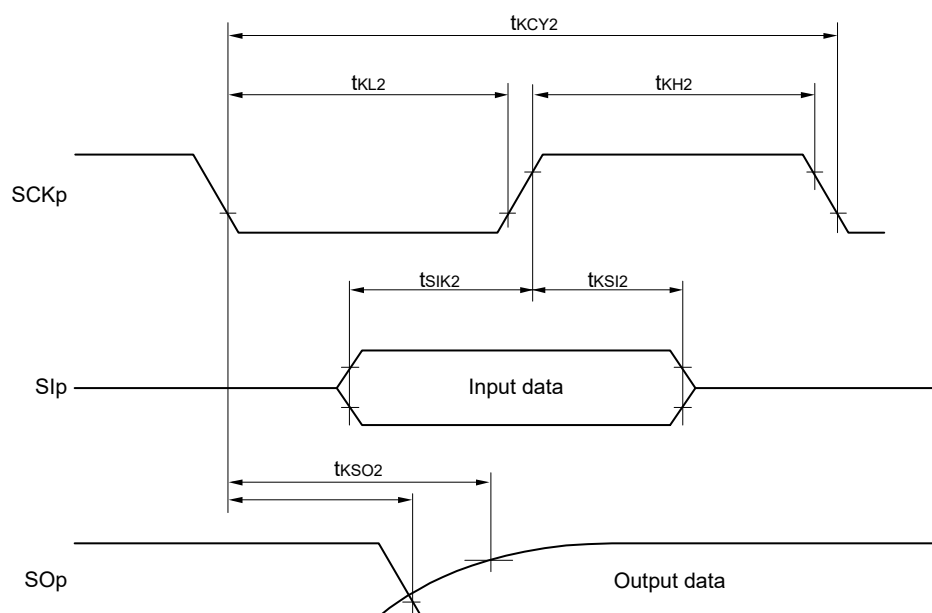 tKCY2
tKL2
tKH2
SCKp
tSIK2
tKSI2
SIp
Input data
tKSO2
SOp
Output data